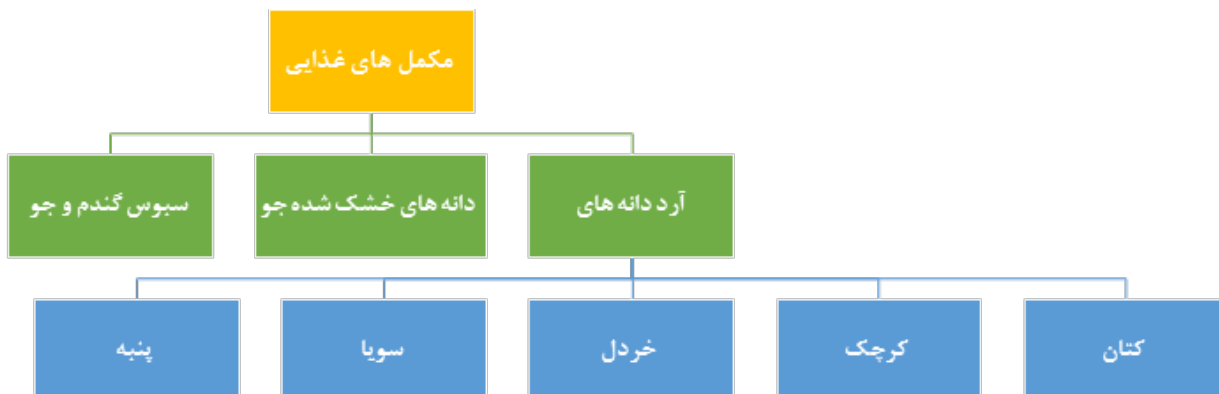 مکمل های غذایی
آرد دانه های
دانه های خشک شده جو
سبوس گندم و جو
کتان
کرچک
خردل
سویا
پنبه